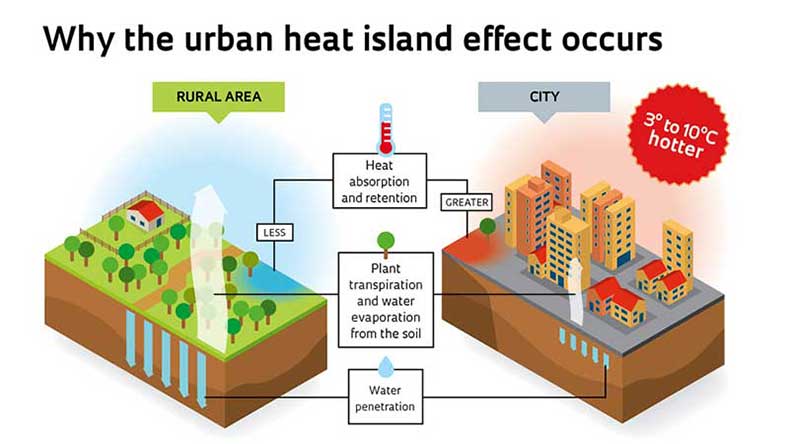 Why the urban heat island effect occurs
RURAL AREA
CITY
3° to 10°C
hotter
Heat
absorption
and retention
LESS
GREATER
Plant
transpiration
and water
evaporation
from the soil
Water
penetration